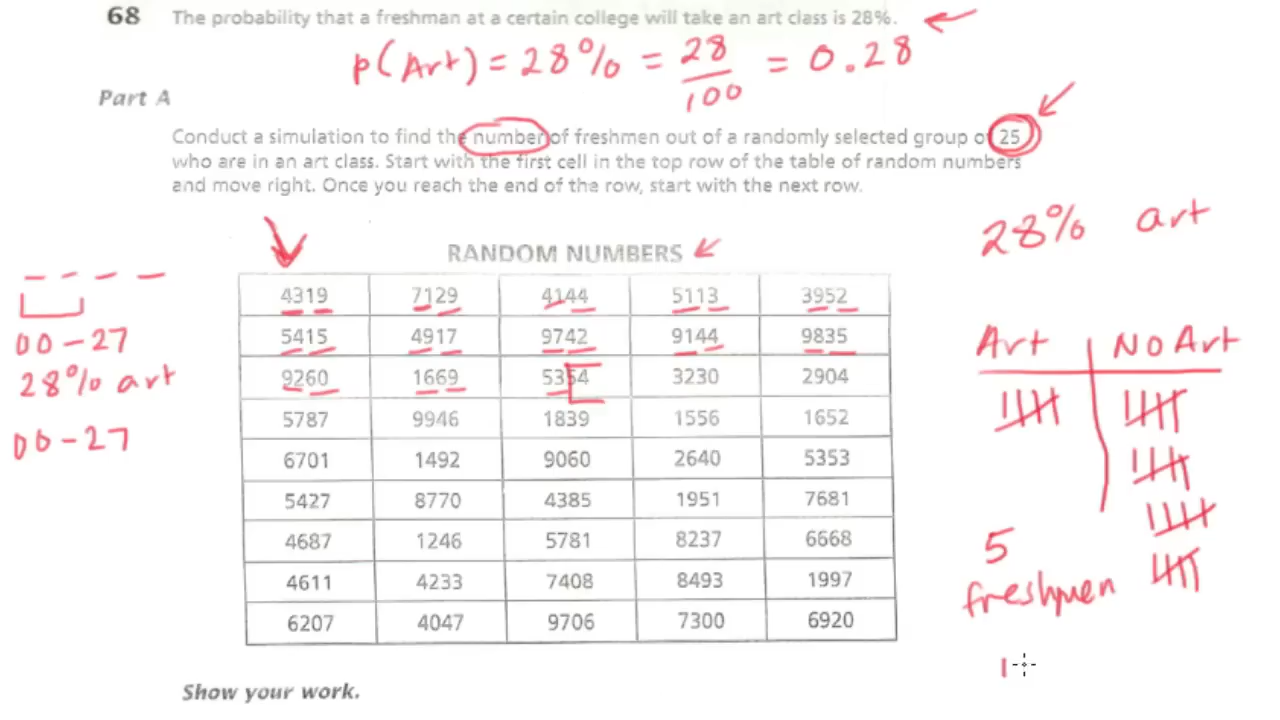 68 The probability that a freshman at a certain college will take an art class is 28%.
P(Art) = 28% = 28/100 = 0.28
Part A
Conduct a simulation to find the number of freshmen out of a randomly selected group of 25
who are in an art class. Start with the first cell in the top row of the table of random numbers
and move right. Once you reach the end of the row, start with the next row.
28% art
RANDOM NUMBERS
4319 7129 4144 5113 3952
00-27
5415 4917 9742 9144 9835
Art No Art
28% art
9260 1669 5354 3230 2904
00-27
5787 9946 1839 1556 1652
6701 1492 9060 2640 5353
5427 8770 4385 1951 7681
4687 1246 5781 8237 6668
5
freshmen
4611 4233 7408 8493 1997
6207 4047 9706 7300 6920
Show your work.